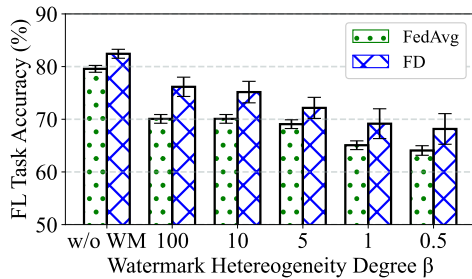 FL Task Accuracy (%)
90
80
70
60
50
FedAvg
FD
w/o WM 100 10 5 1 0.5
Watermark Hetereogeneity Degree β